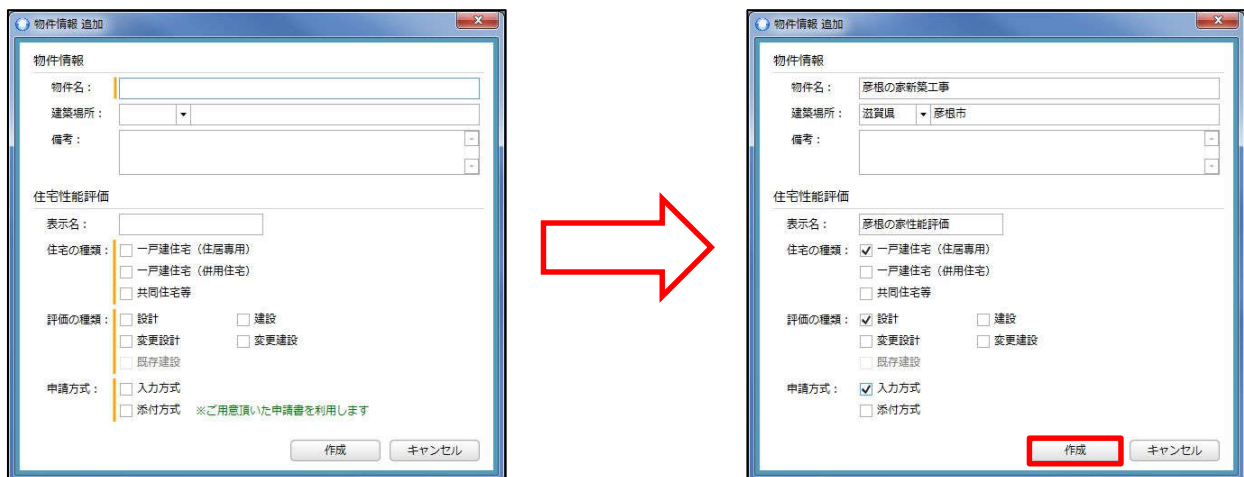 物件情報 追加
物件情報
物件名：
建築場所：
備考：
住宅性能評価
表示名：
住宅の種類： 一戸建住宅（住居専用）
一戸建住宅（併用住宅）
共同住宅等
評価の種類： 設計 建設
変更設計 変更建設
既存建設
申請方式： 入力方式
添付方式 ※ご用意頂いた申請書を利用します
作成 キャンセル
物件情報 追加
物件情報
物件名： 彦根の家新築工事
建築場所： 滋賀県 彦根市
備考：
住宅性能評価
表示名： 彦根の家性能評価
住宅の種類： 一戸建住宅（住居専用）
一戸建住宅（併用住宅）
共同住宅等
評価の種類： 設計 建設
変更設計 変更建設
既存建設
申請方式： 入力方式
添付方式
作成 キャンセル